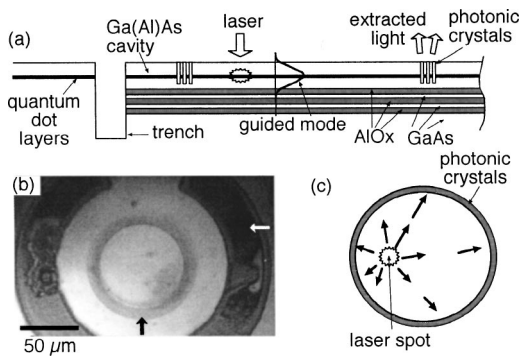 (a)
Ga(Al)As
cavity
laser
extracted
light
photonic
crystals
quantum
dot
layers
trench
guided mode
AlOx
GaAs
(b)
50 µm
(c)
photonic
crystals
laser spot